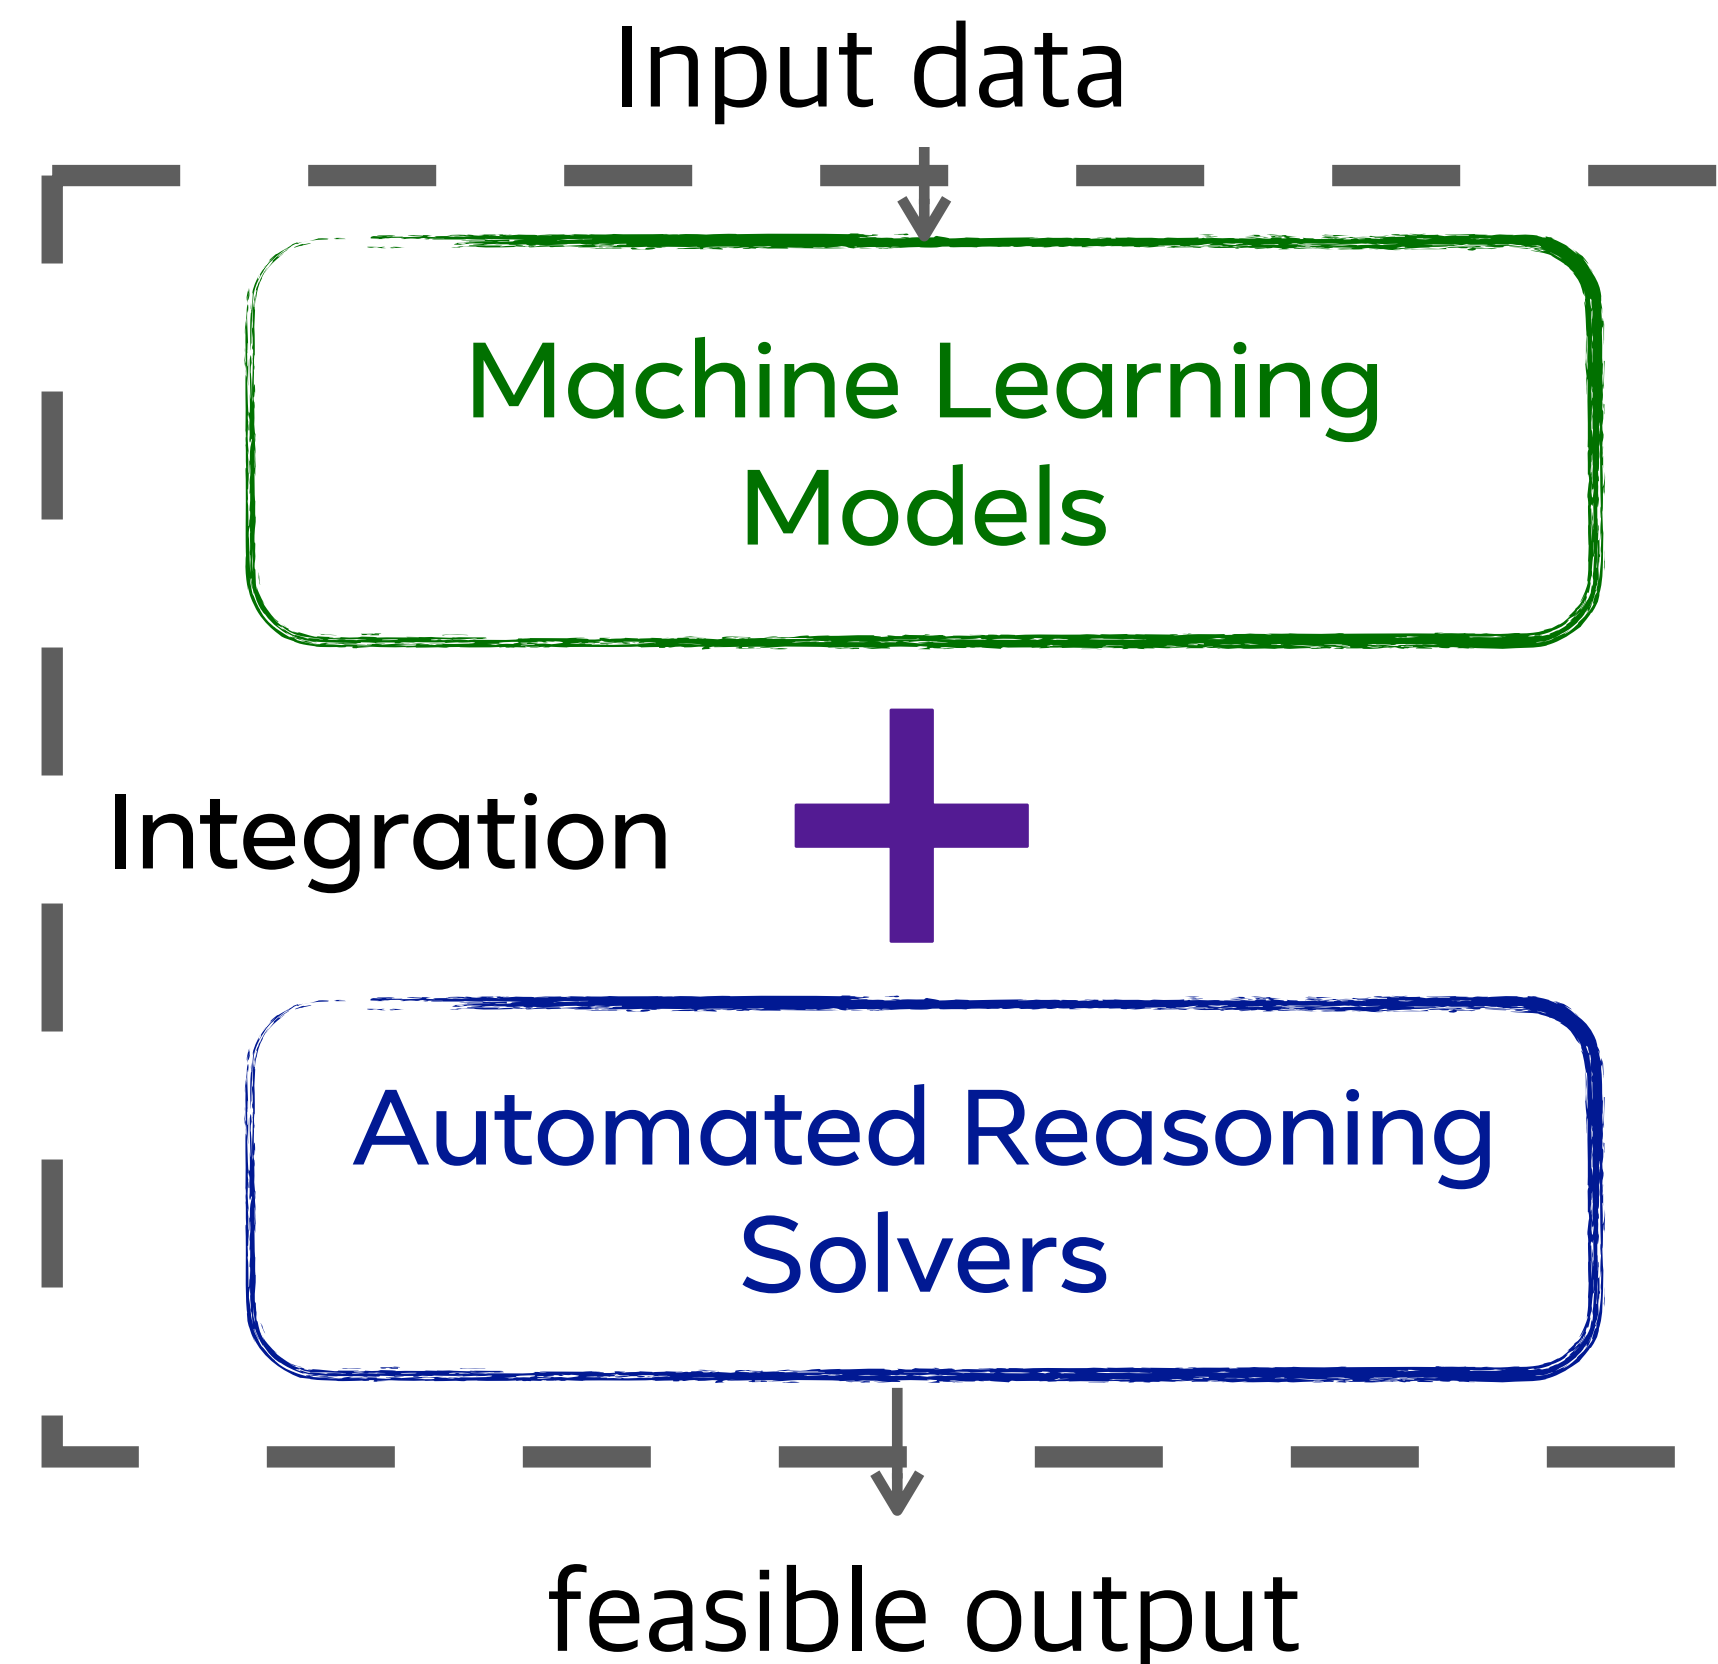 Input data
Machine Learning
Models
Integration
Automated Reasoning
Solvers
feasible output